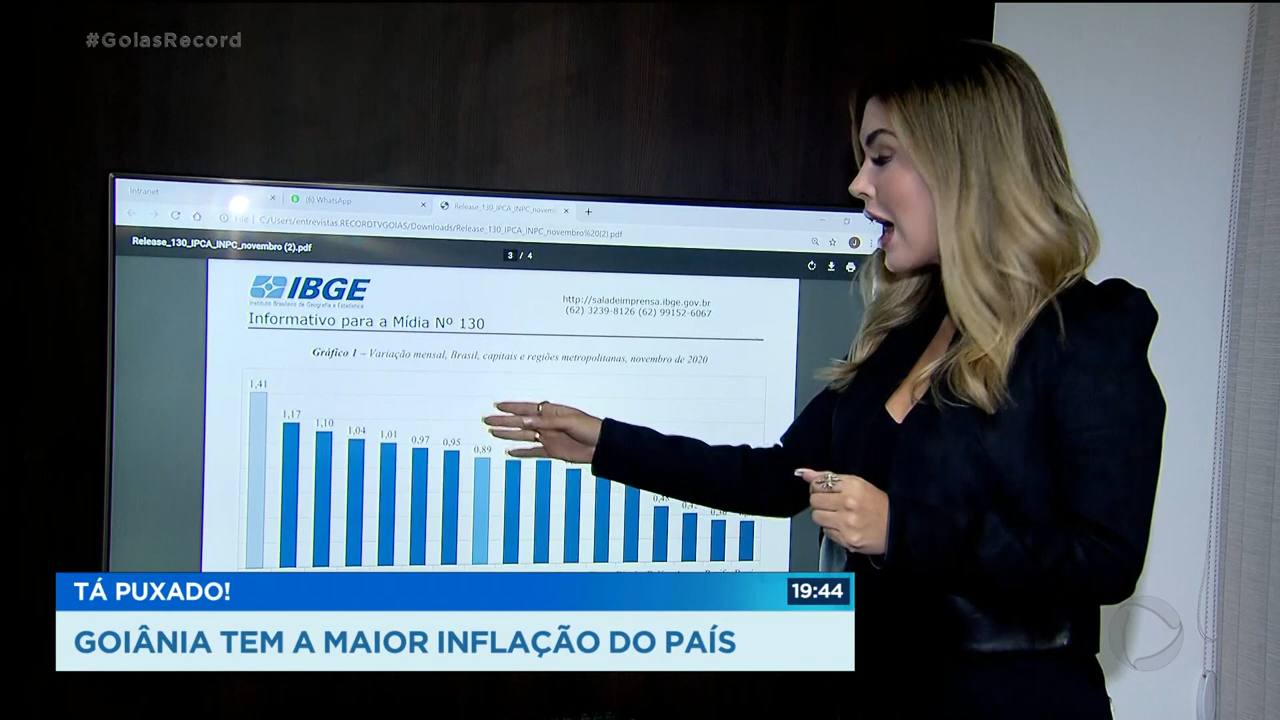 #GoiasRecord
Intranet
(6) WhatsApp
Release_130_IPCA_INPC_novem
File
C:/Users/entrevistas.RECORDTVGOIAS/Downloads/Release_130_IPCA_INPC_novembro%20(2).pdf
Release_130_IPCA_INPC_novembro (2).pdf
3 / 4
IBGE
Instituto Brasileiro de Geografia e Estatística
http://saladeimprensa.ibge.gov.br
(62) 3239-8126 (62) 99152-6067
Informativo para a Mídia Nº 130
Gráfico 1 – Variação mensal, Brasil, capitais e regiões metropolitanas, novembro de 2020
1,41
1,17
1,10
1,04
1,01
0,97
0,95
0,89
TÁ PUXADO!
19:44
GOIÂNIA TEM A MAIOR INFLAÇÃO DO PAÍS